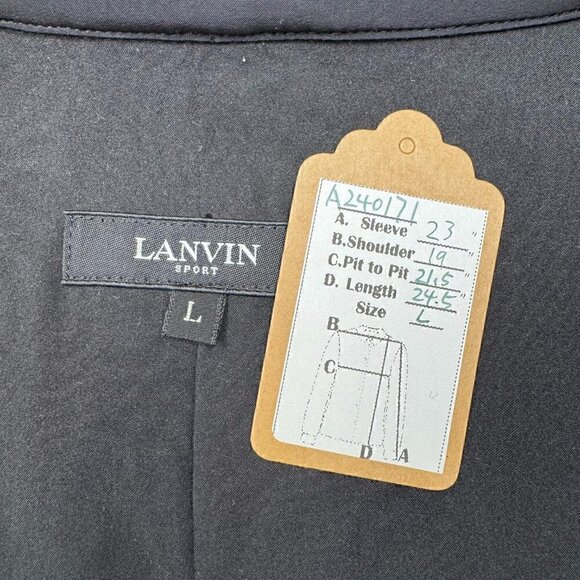 LANVIN
SPORT
L
A240171
A. Sleeve 23 "
B.Shoulder 19 "
C.Pit to Pit 21.5 "
D. Length 24.5 "
Size L
B
C
D A